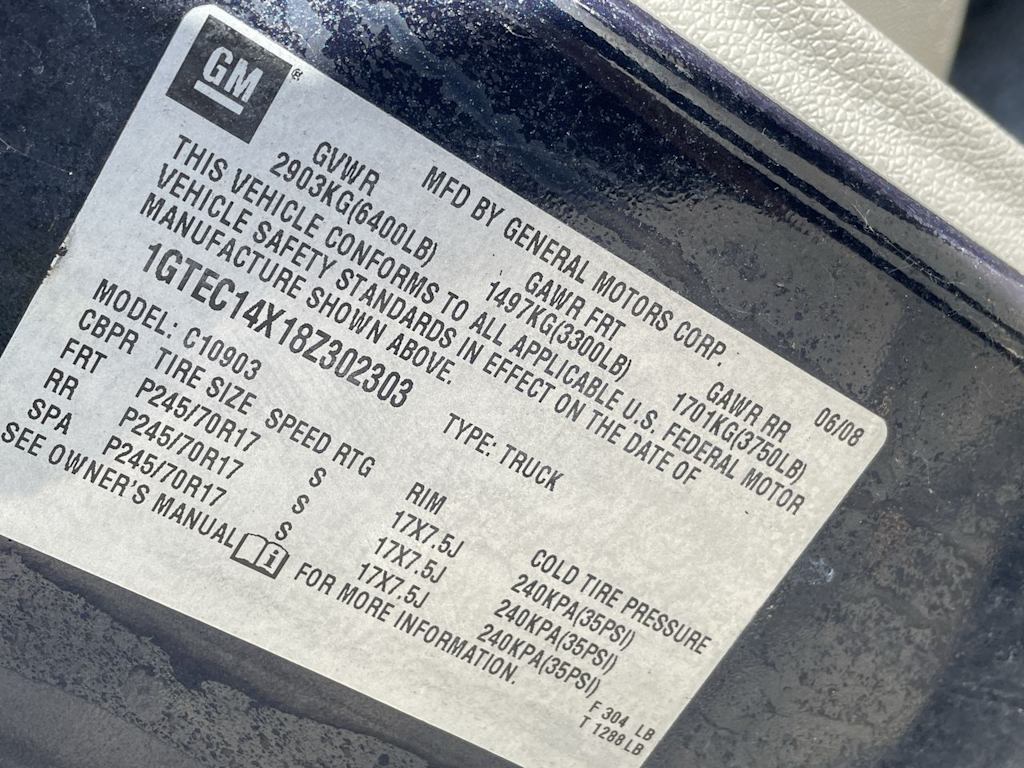 GM®
MFD BY GENERAL MOTORS CORP. 06/08
GVWR GAWR FRT GAWR RR
2903KG(6400LB) 1497KG(3300LB) 1701KG(3750LB)
THIS VEHICLE CONFORMS TO ALL APPLICABLE U.S. FEDERAL MOTOR
VEHICLE SAFETY STANDARDS IN EFFECT ON THE DATE OF
MANUFACTURE SHOWN ABOVE.
1GTEC14X18Z302303 TYPE: TRUCK
MODEL: C10903
CBPR TIRE SIZE SPEED RTG RIM COLD TIRE PRESSURE
FRT P245/70R17 S 17X7.5J 240KPA(35PSI)
RR P245/70R17 S 17X7.5J 240KPA(35PSI)
SPA P245/70R17 S 17X7.5J 240KPA(35PSI)
SEE OWNER'S MANUAL i FOR MORE INFORMATION.
F 304 LB
T 1288LB